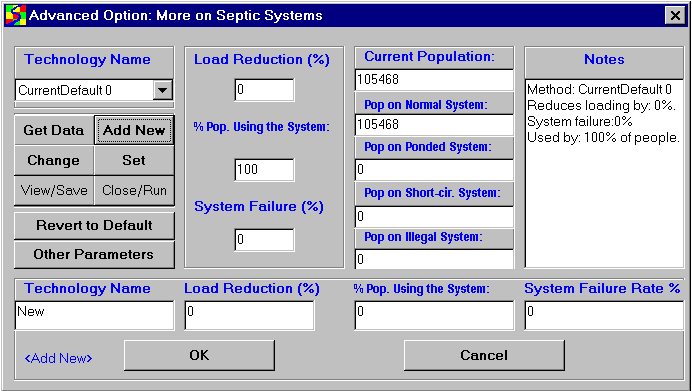 Advanced Option: More on Septic Systems
Technology Name
CurrentDefault 0
Get Data
Add New
Change
Set
View/Save
Close/Run
Revert to Default
Other Parameters
Load Reduction (%)
0
% Pop. Using the System:
100
System Failure (%)
0
Current Population:
105468
Pop on Normal System:
105468
Pop on Ponded System:
0
Pop on Short-cir. System:
0
Pop on Illegal System:
0
Notes
Method: CurrentDefault 0
Reduces loading by: 0%.
System failure:0%
Used by: 100% of people.
Technology Name
New
Load Reduction (%)
0
% Pop. Using the System:
0
System Failure Rate %
0
<Add New>
OK
Cancel